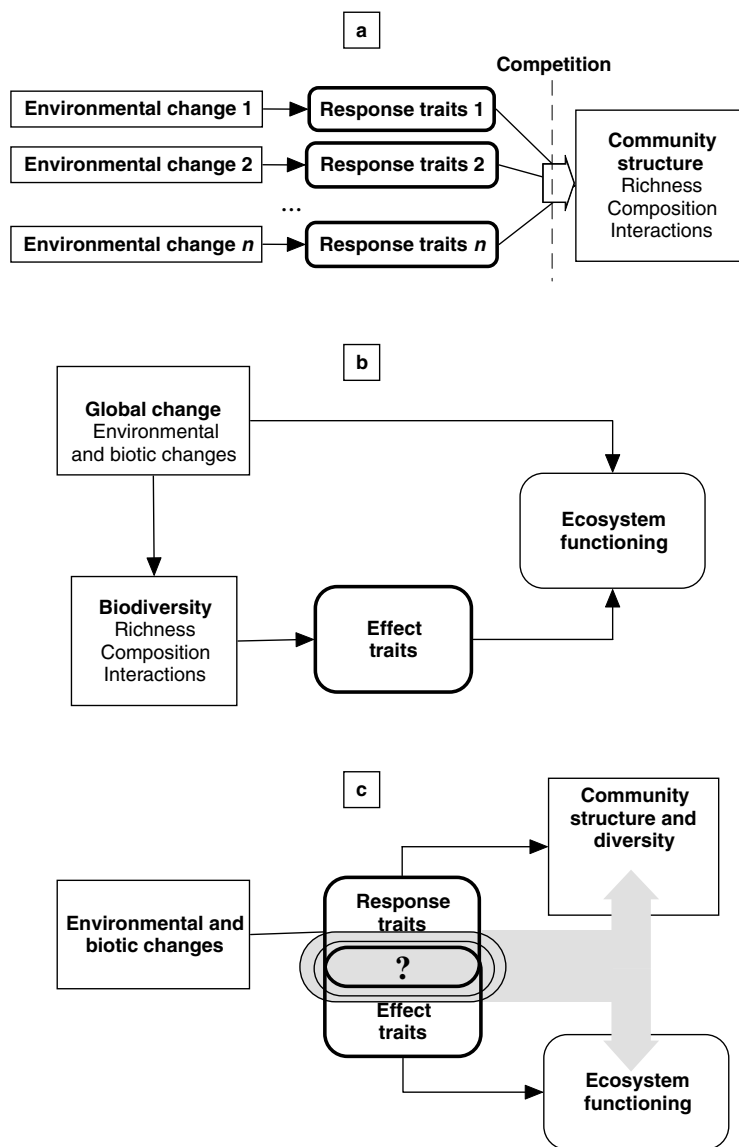 a
Competition
Environmental change 1
Response traits 1
Environmental change 2
Response traits 2
...
Environmental change n
Response traits n
Community
structure
Richness
Composition
Interactions
b
Global change
Environmental
and biotic changes
Ecosystem
functioning
Biodiversity
Richness
Composition
Interactions
Effect
traits
c
Community
structure and
diversity
Environmental and
biotic changes
Response
traits
?
Effect
traits
Ecosystem
functioning